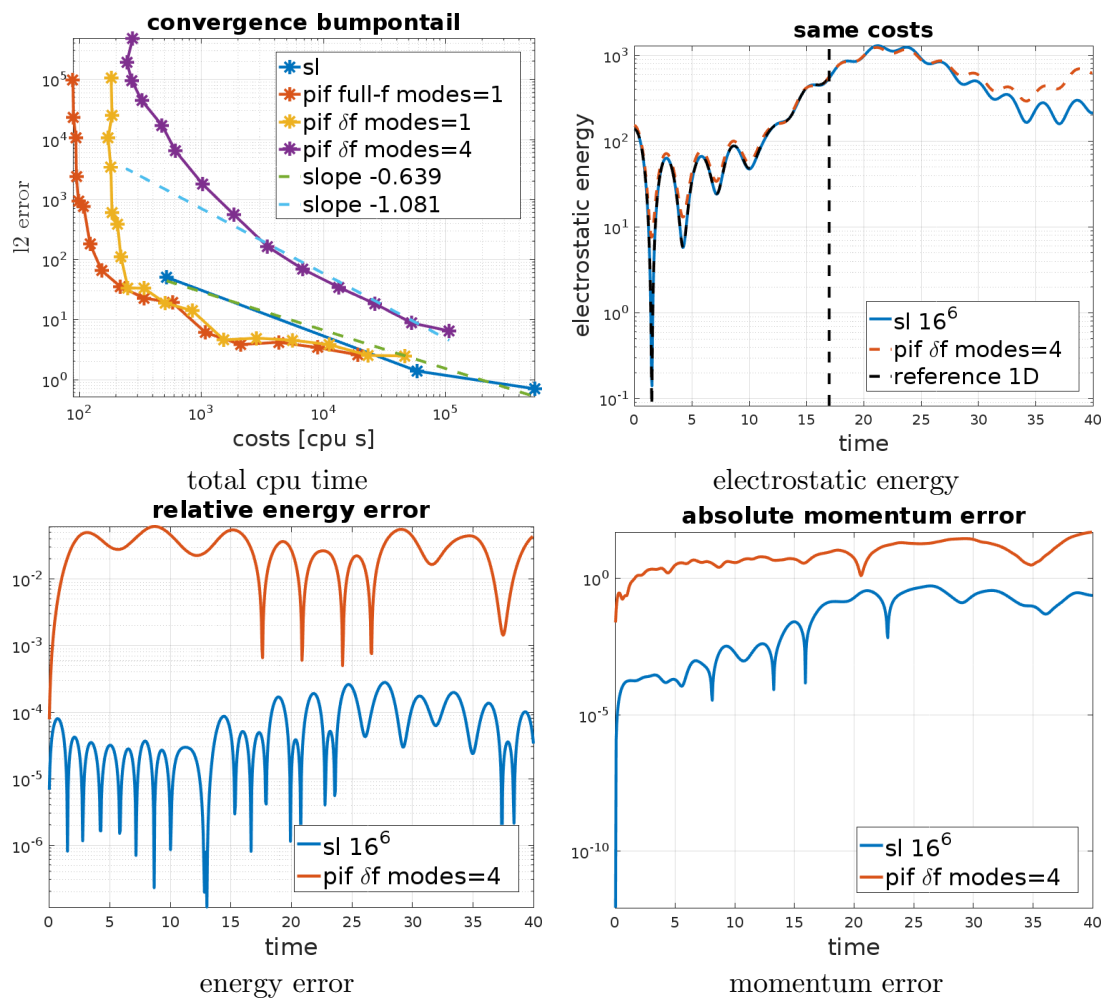 convergence bumpontail
10^5
10^4
10^3
10^2
10^1
10^0
l2 error
sl
pif full-f modes=1
pif δf modes=1
pif δf modes=4
slope -0.639
slope -1.081
10^2 10^3 10^4 10^5
costs [cpu s]
total cpu time
same costs
10^3
10^2
10^1
10^0
10^-1
electrostatic energy
sl 16^6
pif δf modes=4
reference 1D
0 5 10 15 20 25 30 35 40
time
electrostatic energy
relative energy error
10^-2
10^-3
10^-4
10^-5
10^-6
sl 16^6
pif δf modes=4
0 5 10 15 20 25 30 35 40
time
energy error
absolute momentum error
10^0
10^-5
10^-10
sl 16^6
pif δf modes=4
0 5 10 15 20 25 30 35 40
time
momentum error